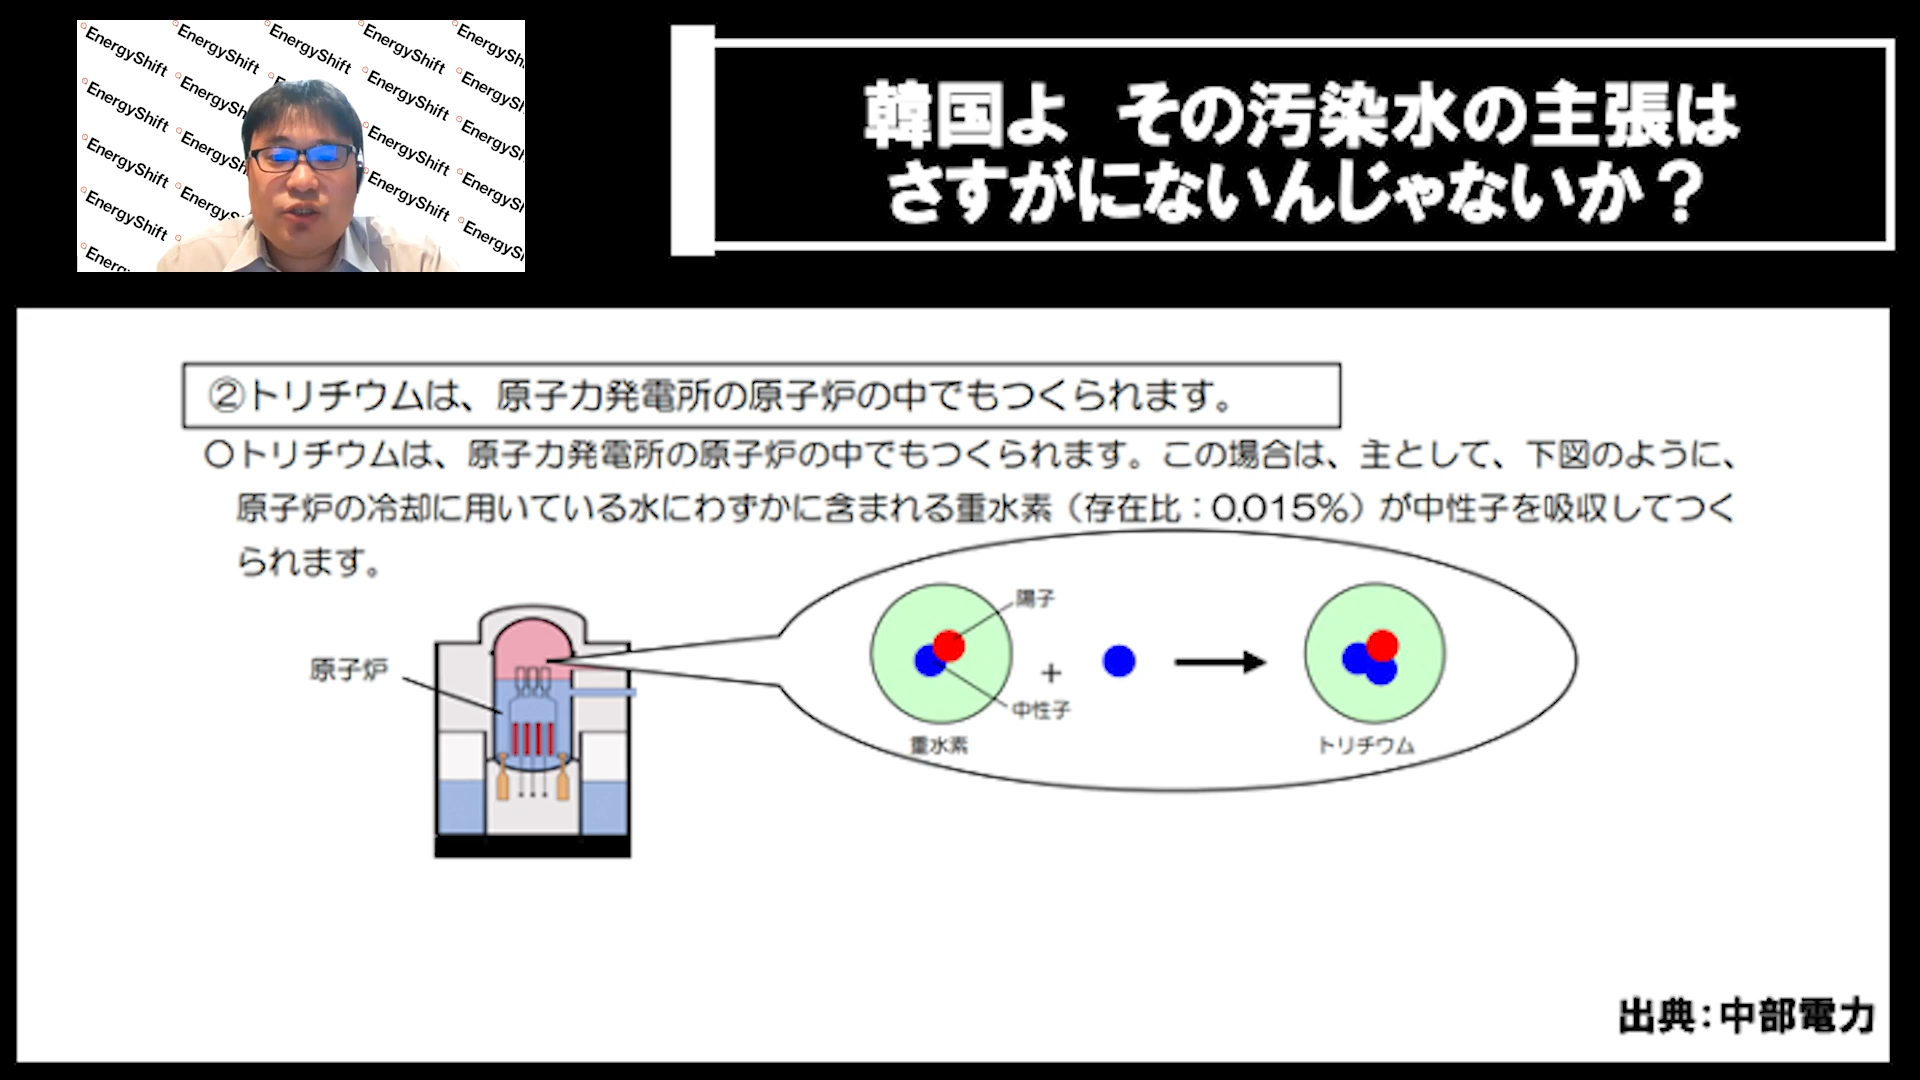 EnergyShift
韓国よ その汚染水の主張は
さすがにないんじゃないか？
②トリチウムは、原子力発電所の原子炉の中でもつくられます。
○トリチウムは、原子力発電所の原子炉の中でもつくられます。この場合は、主として、下図のように、
原子炉の冷却に用いている水にわずかに含まれる重水素（存在比：0.015％）が中性子を吸収してつく
られます。
原子炉
陽子
+
中性子
重水素
トリチウム
出典：中部電力